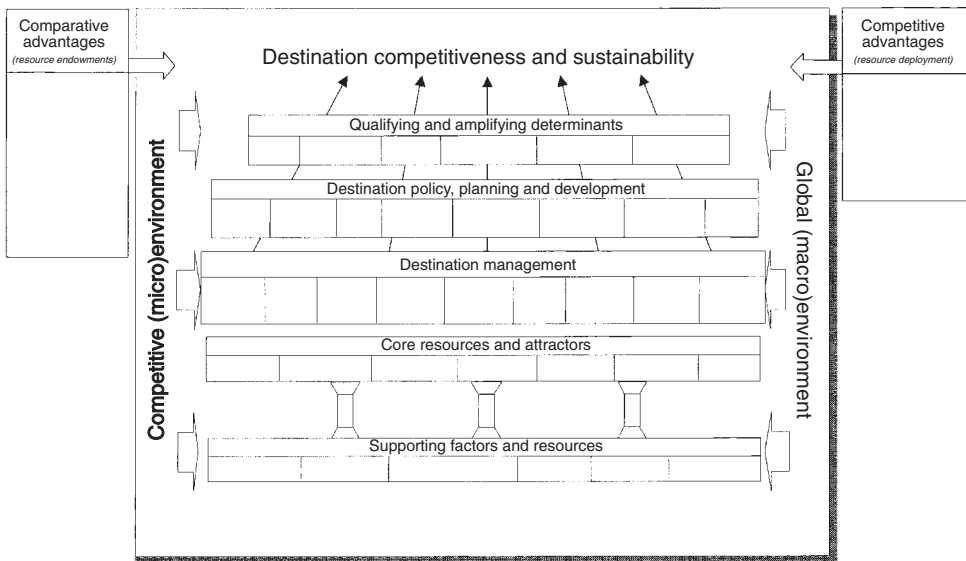 Comparative
advantages
(resource endowments)
Destination competitiveness and sustainability
Competitive
advantages
(resource deployment)
Qualifying and amplifying determinants
Destination policy, planning and development
Destination management
Core resources and attractors
Supporting factors and resources
Competitive (micro)environment
Global (macro)environment